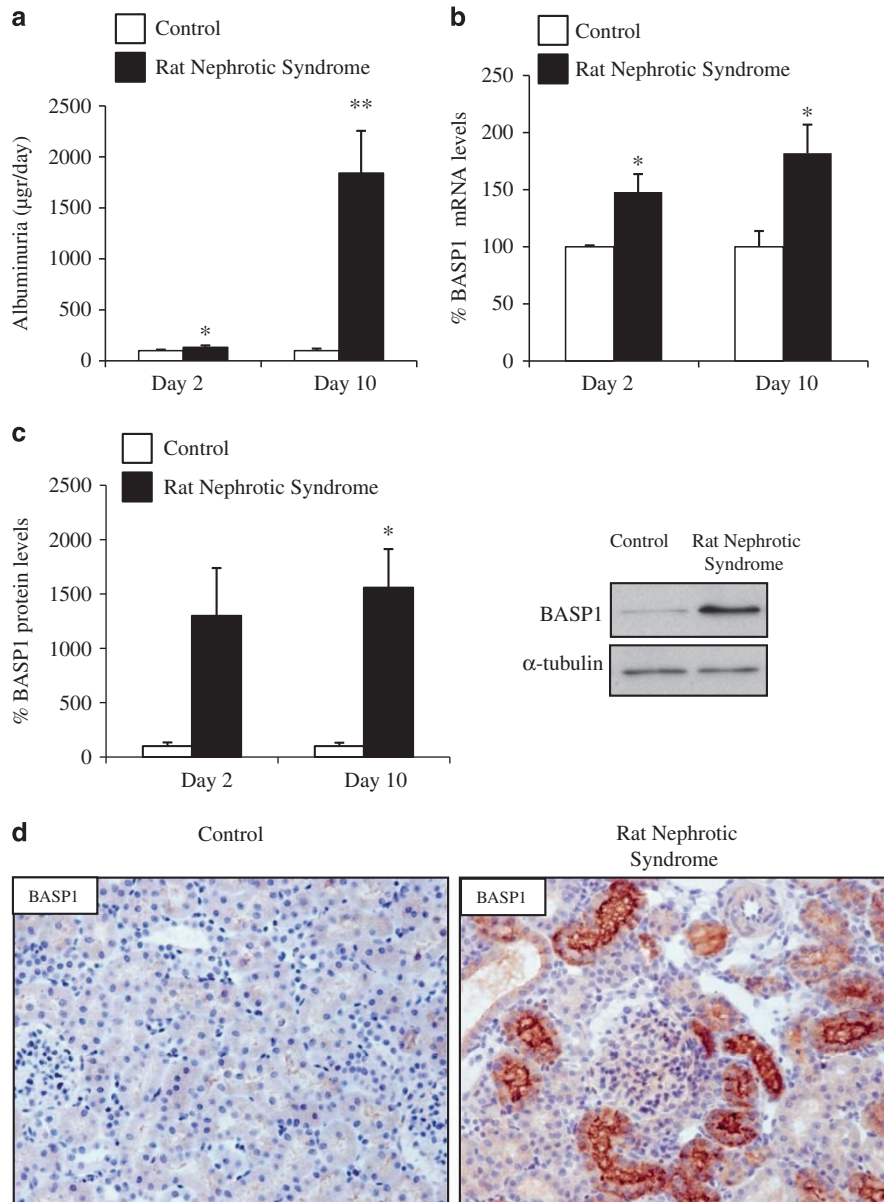 a
Control
Rat Nephrotic Syndrome
Albuminuria (µgr/day)
2500
2000
1500
1000
500
0
*
**
Day 2
Day 10
b
Control
Rat Nephrotic Syndrome
% BASP1 mRNA levels
250
200
150
100
50
0
*
*
Day 2
Day 10
c
Control
Rat Nephrotic Syndrome
% BASP1 protein levels
2500
2000
1500
1000
500
0
*
Day 2
Day 10
Control
Rat Nephrotic
Syndrome
BASP1
α-tubulin
d
Control
Rat Nephrotic
Syndrome
BASP1
BASP1